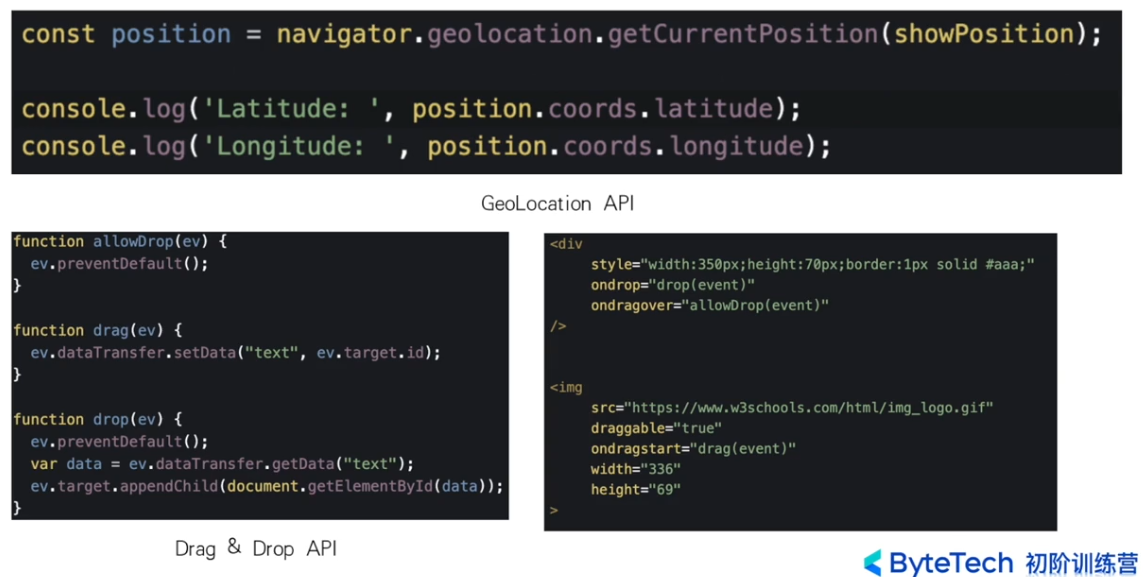 const position = navigator.geolocation.getCurrentPosition(showPosition);
console.log('Latitude: ', position.coords.latitude);
console.log('Longitude: ', position.coords.longitude);
GeoLocation API
function allowDrop(ev) {
ev.preventDefault();
}
function drag(ev) {
ev.dataTransfer.setData("text", ev.target.id);
}
function drop(ev) {
ev.preventDefault();
var data = ev.dataTransfer.getData("text");
ev.target.appendChild(document.getElementById(data));
}
Drag & Drop API
<div
style="width:350px;height:70px;border:1px solid #aaa;"
ondrop="drop(event)"
ondragover="allowDrop(event)"
/>
<img
src="https://www.w3schools.com/html/img_logo.gif"
draggable="true"
ondragstart="drag(event)"
width="336"
height="69"
>
ByteTech 初阶训练营